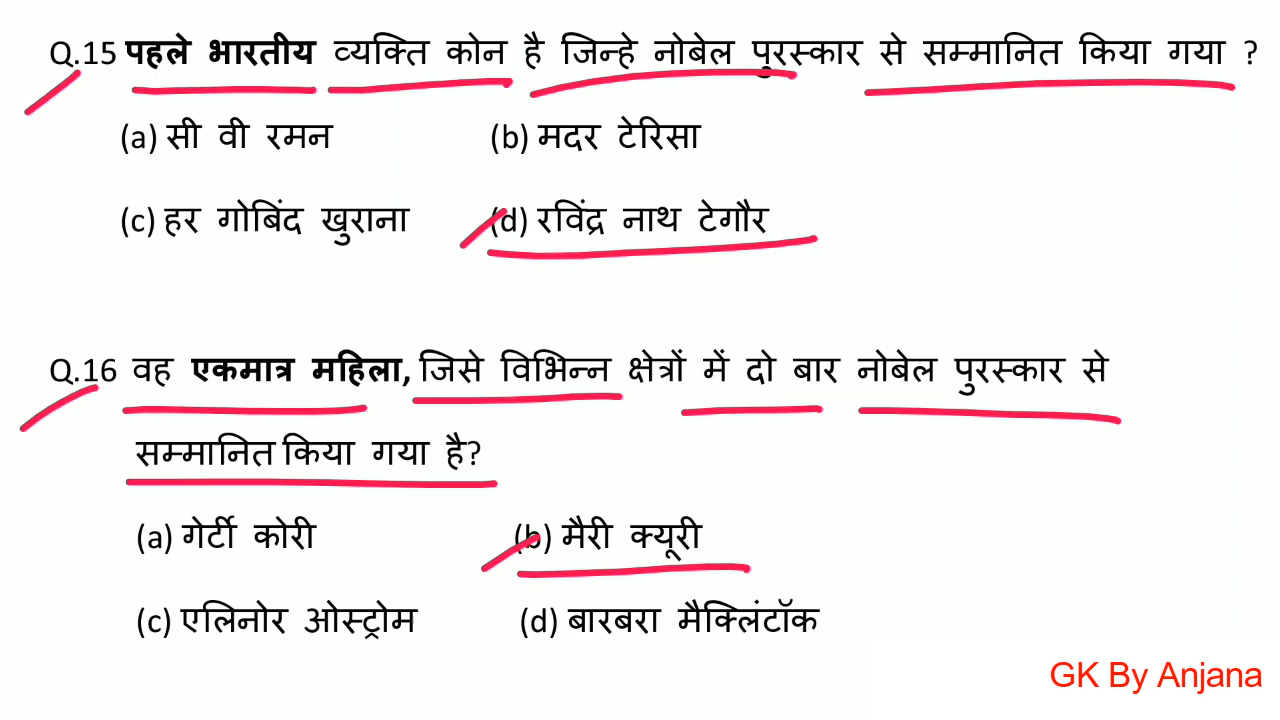 Q.15 पहले भारतीय व्यक्ति कोन है जिन्हे नोबेल पुरस्कार से सम्मानित किया गया ?
(a) सी वी रमन (b) मदर टेरिसा
(c) हर गोबिंद खुराना (d) रविंद्र नाथ टेगौर
Q.16 वह एकमात्र महिला, जिसे विभिन्न क्षेत्रों में दो बार नोबेल पुरस्कार से
सम्मानित किया गया है?
(a) गेर्टी कोरी (b) मैरी क्यूरी
(c) एलिनोर ओस्ट्रोम (d) बारबरा मैक्लिंटॉक
GK By Anjana